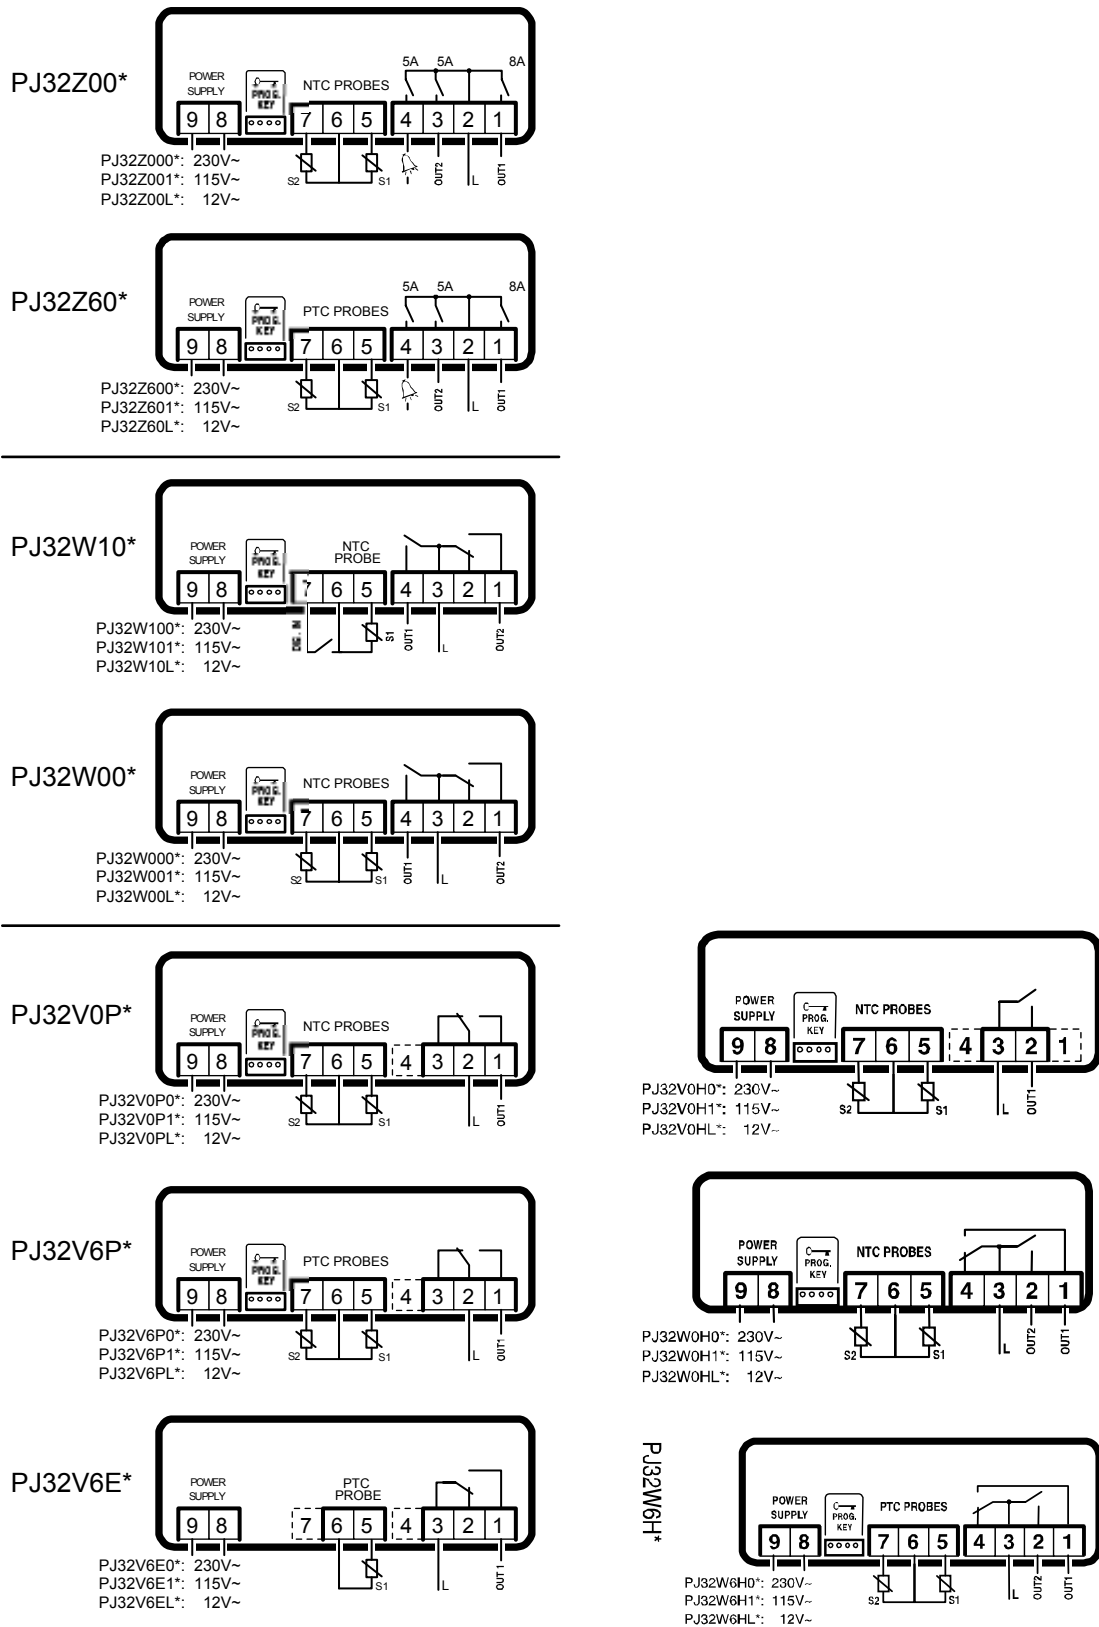 PJ32Z00*
POWER
SUPPLY
PROG.
KEY
NTC PROBES
5A 5A 8A
9 8 7 6 5 4 3 2 1
PJ32Z000*: 230V~
PJ32Z001*: 115V~
PJ32Z00L*: 12V~
S2 S1 OUT2 L OUT1
PJ32Z60*
POWER
SUPPLY
PROG.
KEY
PTC PROBES
5A 5A 8A
9 8 7 6 5 4 3 2 1
PJ32Z600*: 230V~
PJ32Z601*: 115V~
PJ32Z60L*: 12V~
S2 S1 OUT2 L OUT1
PJ32W10*
POWER
SUPPLY
PROG.
KEY
NTC
PROBE
9 8 7 6 5 4 3 2 1
PJ32W100*: 230V~
PJ32W101*: 115V~
PJ32W10L*: 12V~
DIG. IN S1 OUT1 L OUT2
PJ32W00*
POWER
SUPPLY
PROG.
KEY
NTC PROBES
9 8 7 6 5 4 3 2 1
PJ32W000*: 230V~
PJ32W001*: 115V~
PJ32W00L*: 12V~
S2 S1 OUT1 L OUT2
PJ32V0P*
POWER
SUPPLY
PROG.
KEY
NTC PROBES
9 8 7 6 5 4 3 2 1
PJ32V0P0*: 230V~
PJ32V0P1*: 115V~
PJ32V0PL*: 12V~
S2 S1 L OUT1
POWER
SUPPLY
PROG.
KEY
NTC PROBES
9 8 7 6 5 4 3 2 1
PJ32V0H0*: 230V~
PJ32V0H1*: 115V~
PJ32V0HL*: 12V~
S2 S1 L OUT1
PJ32V6P*
POWER
SUPPLY
PROG.
KEY
PTC PROBES
9 8 7 6 5 4 3 2 1
PJ32V6P0*: 230V~
PJ32V6P1*: 115V~
PJ32V6PL*: 12V~
S2 S1 L OUT1
POWER
SUPPLY
PROG.
KEY
NTC PROBES
9 8 7 6 5 4 3 2 1
PJ32W0H0*: 230V~
PJ32W0H1*: 115V~
PJ32W0HL*: 12V~
S2 S1 L OUT2 OUT1
PJ32V6E*
POWER
SUPPLY
PTC
PROBE
9 8 7 6 5 4 3 2 1
PJ32V6E0*: 230V~
PJ32V6E1*: 115V~
PJ32V6EL*: 12V~
S1 L OUT 1
PJ32W6H*
POWER
SUPPLY
PROG.
KEY
PTC PROBES
9 8 7 6 5 4 3 2 1
PJ32W6H0*: 230V~
PJ32W6H1*: 115V~
PJ32W6HL*: 12V~
S2 S1 L OUT2 OUT1